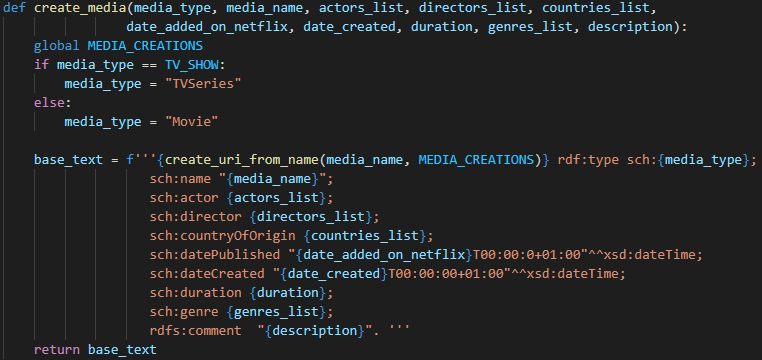 def create_media(media_type, media_name, actors_list, directors_list, countries_list,
                 date_added_on_netflix, date_created, duration, genres_list, description):
    global MEDIA_CREATIONS
    if media_type == TV_SHOW:
        media_type = "TVSeries"
    else:
        media_type = "Movie"

    base_text = f'''{create_uri_from_name(media_name, MEDIA_CREATIONS)} rdf:type sch:{media_type};
                    sch:name "{media_name}";
                    sch:actor {actors_list};
                    sch:director {directors_list};
                    sch:countryOfOrigin {countries_list};
                    sch:datePublished "{date_added_on_netflix}T00:00:0+01:00"^^xsd:dateTime;
                    sch:dateCreated "{date_created}T00:00:00+01:00"^^xsd:dateTime;
                    sch:duration {duration};
                    sch:genre {genres_list};
                    rdfs:comment  "{description}". '''
    return base_text